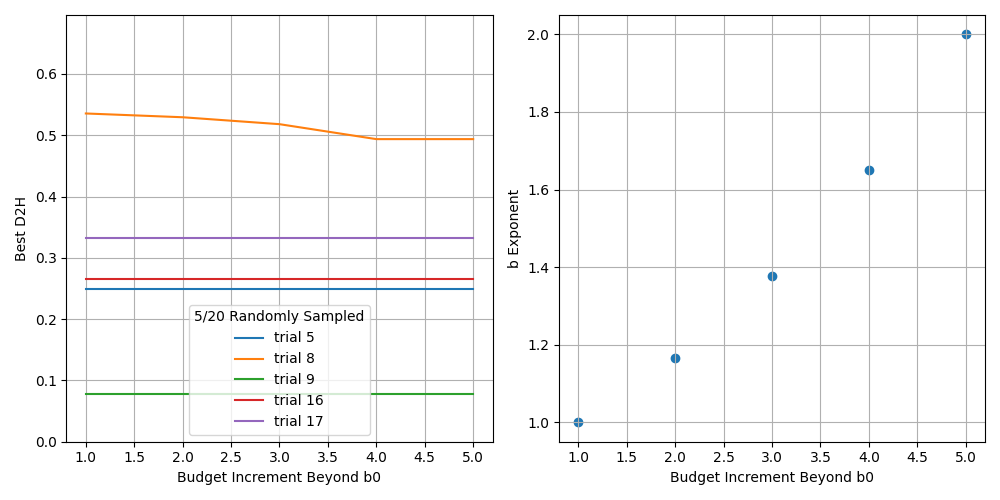 0.6
0.5
0.4
0.3
0.2
0.1
0.0
Best D2H
5/20 Randomly Sampled
trial 5
trial 8
trial 9
trial 16
trial 17
1.0 1.5 2.0 2.5 3.0 3.5 4.0 4.5 5.0
Budget Increment Beyond b0
2.0
1.8
1.6
1.4
1.2
1.0
b Exponent
1.0 1.5 2.0 2.5 3.0 3.5 4.0 4.5 5.0
Budget Increment Beyond b0